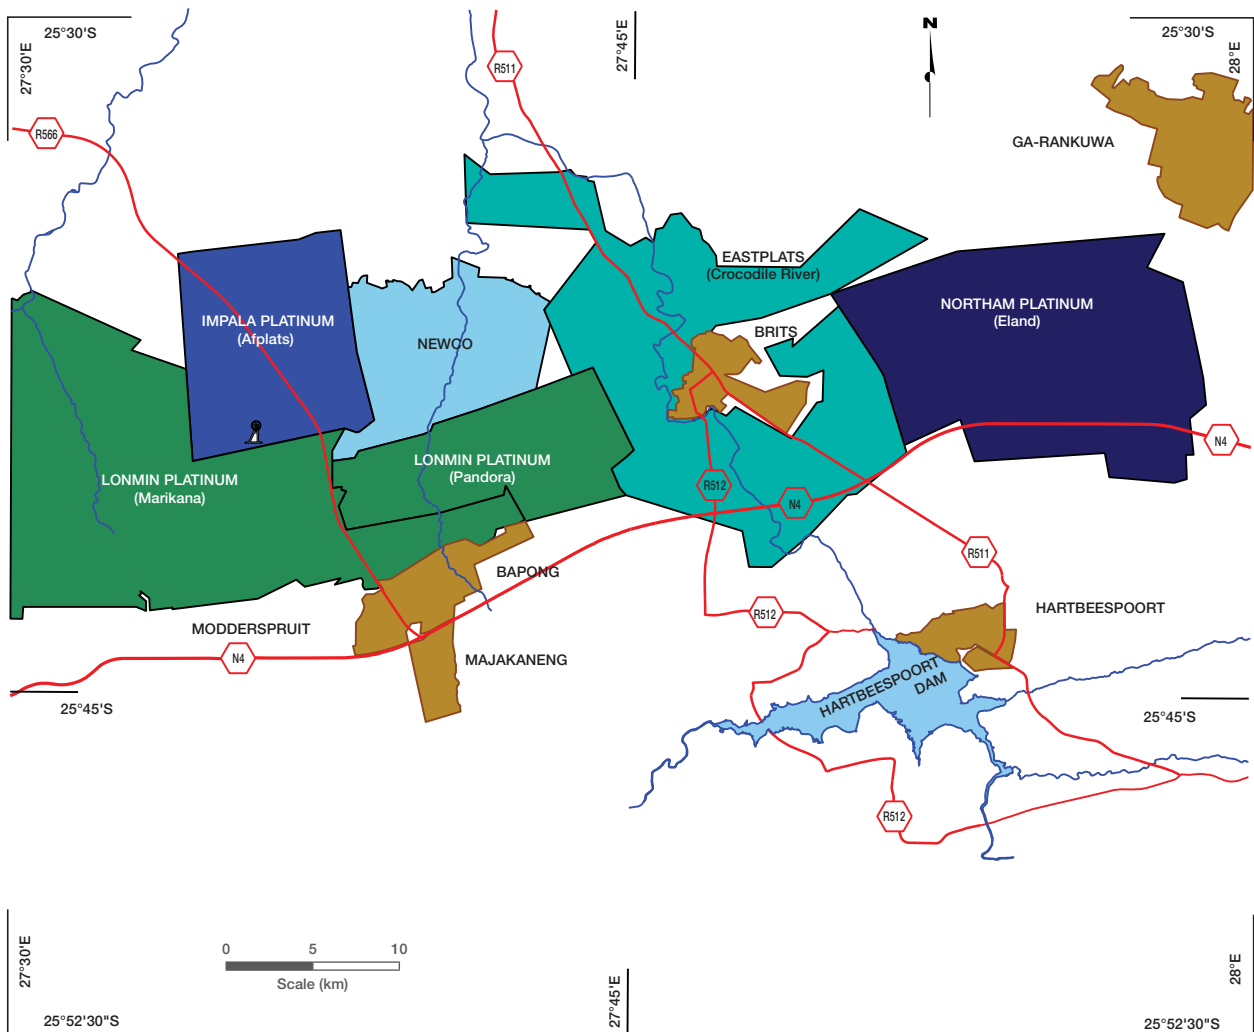 25°30'S
27°30'E
27°45'E
N
25°30'S
28°E
R511
R566
GA-RANKUWA
EASTPLATS
(Crocodile River)
IMPALA PLATINUM
(Afplats)
NEWCO
BRITS
NORTHAM PLATINUM
(Eland)
N4
LONMIN PLATINUM
(Marikana)
LONMIN PLATINUM
(Pandora)
R512
N4
R511
BAPONG
R512
HARTBEESPOORT
MODDERSPRUIT
N4
MAJAKANENG
HARTBEESPOORT
DAM
25°45'S
25°45'S
R512
27°30'E
0 5 10
Scale (km)
27°45'E
28°E
25°52'30"S
25°52'30"S